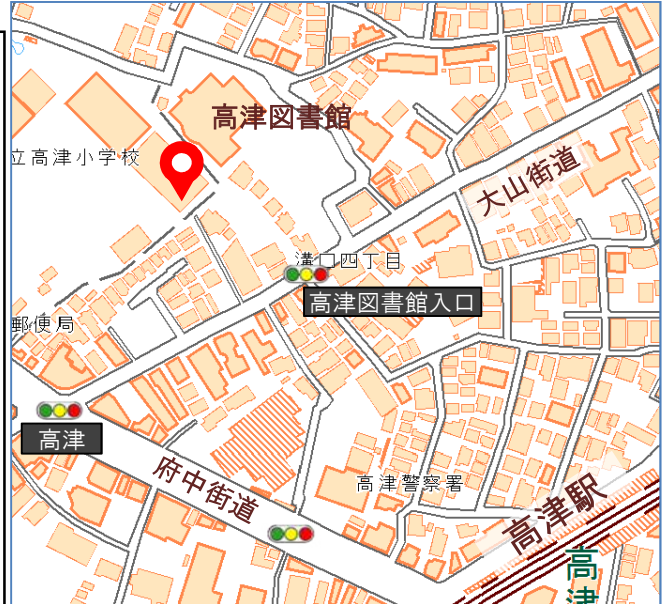 高津図書館
立高津小学校
大山街道
溝口四丁目
高津図書館入口
郵便局
高津
府中街道
高津警察署
高津駅
高津